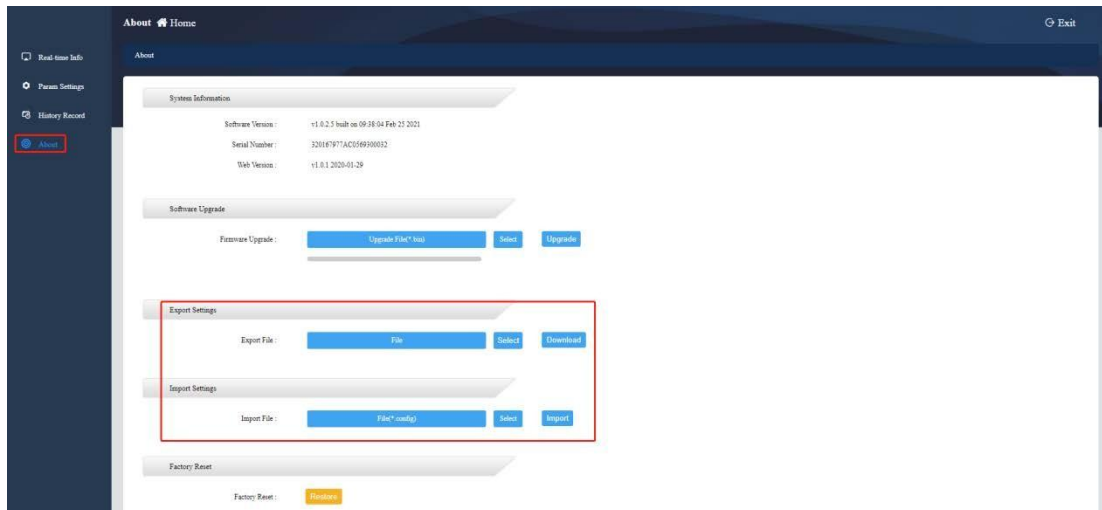 About Home
Exit
Real-time Info
Param Settings
History Record
About
About
System Information
Software Version : v1.0.2.5 built on 09:38:04 Feb 25 2021
Serial Number : 320167977AC0569300032
Web Version : v1.0.1 2020-01-29
Software Upgrade
Firmware Upgrade : Upgrade File(*.bin) Select Upgrade
Export Settings
Export File : File Select Download
Import Settings
Import File : File(*.config) Select Import
Factory Reset
Factory Reset : Restore